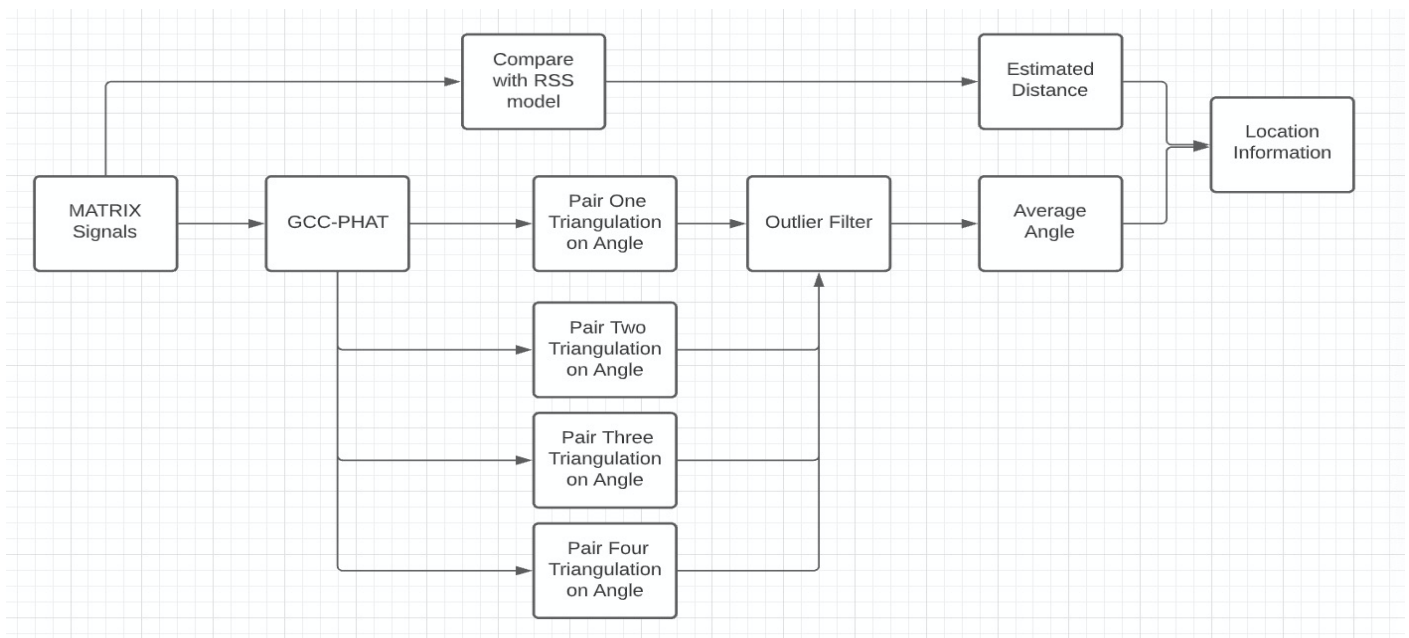 Compare
with RSS
model
Estimated
Distance
Location
Information
MATRIX
Signals
GCC-PHAT
Pair One
Triangulation
on Angle
Outlier Filter
Average
Angle
Pair Two
Triangulation
on Angle
Pair Three
Triangulation
on Angle
Pair Four
Triangulation
on Angle